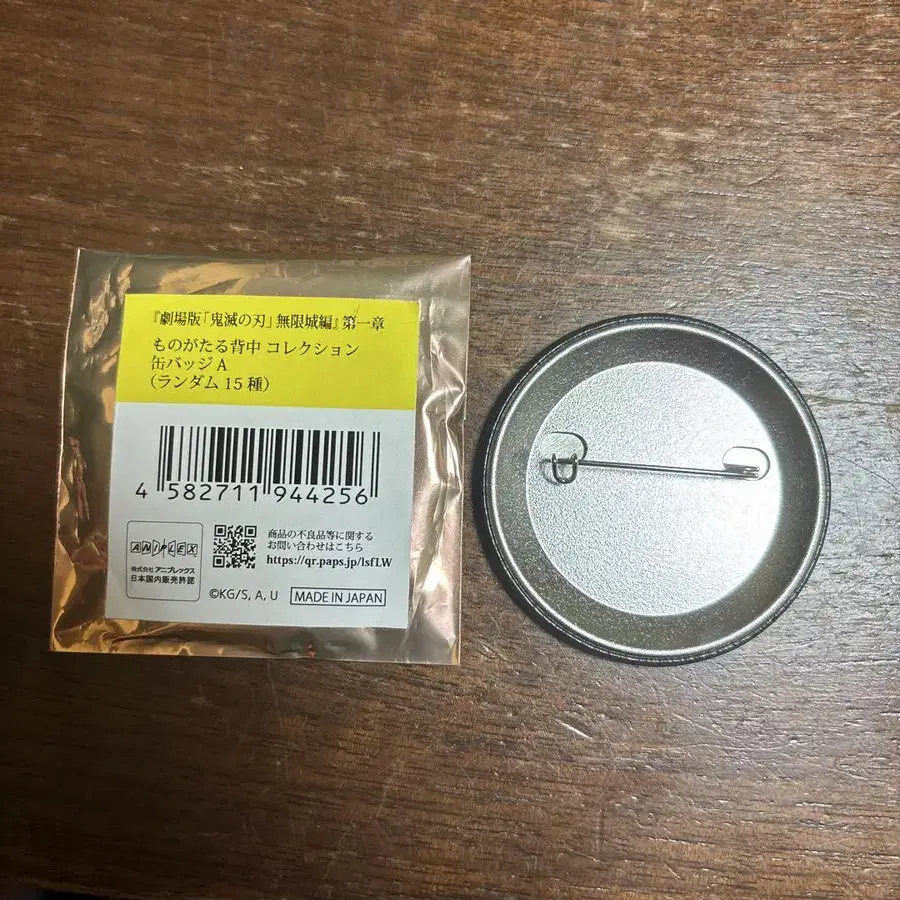 『劇場版「鬼滅の刃」無限城編』第一章
ものがたる背中 コレクション
缶バッジ A
（ランダム 15 種）
4 582711 944256
ANIPLEX
株式会社 アニプレックス
日本国内販売許諾
商品の不良品等に関する
お問い合わせはこちら
https://qr.paps.jp/lsfLW
©KG/S, A, U
MADE IN JAPAN